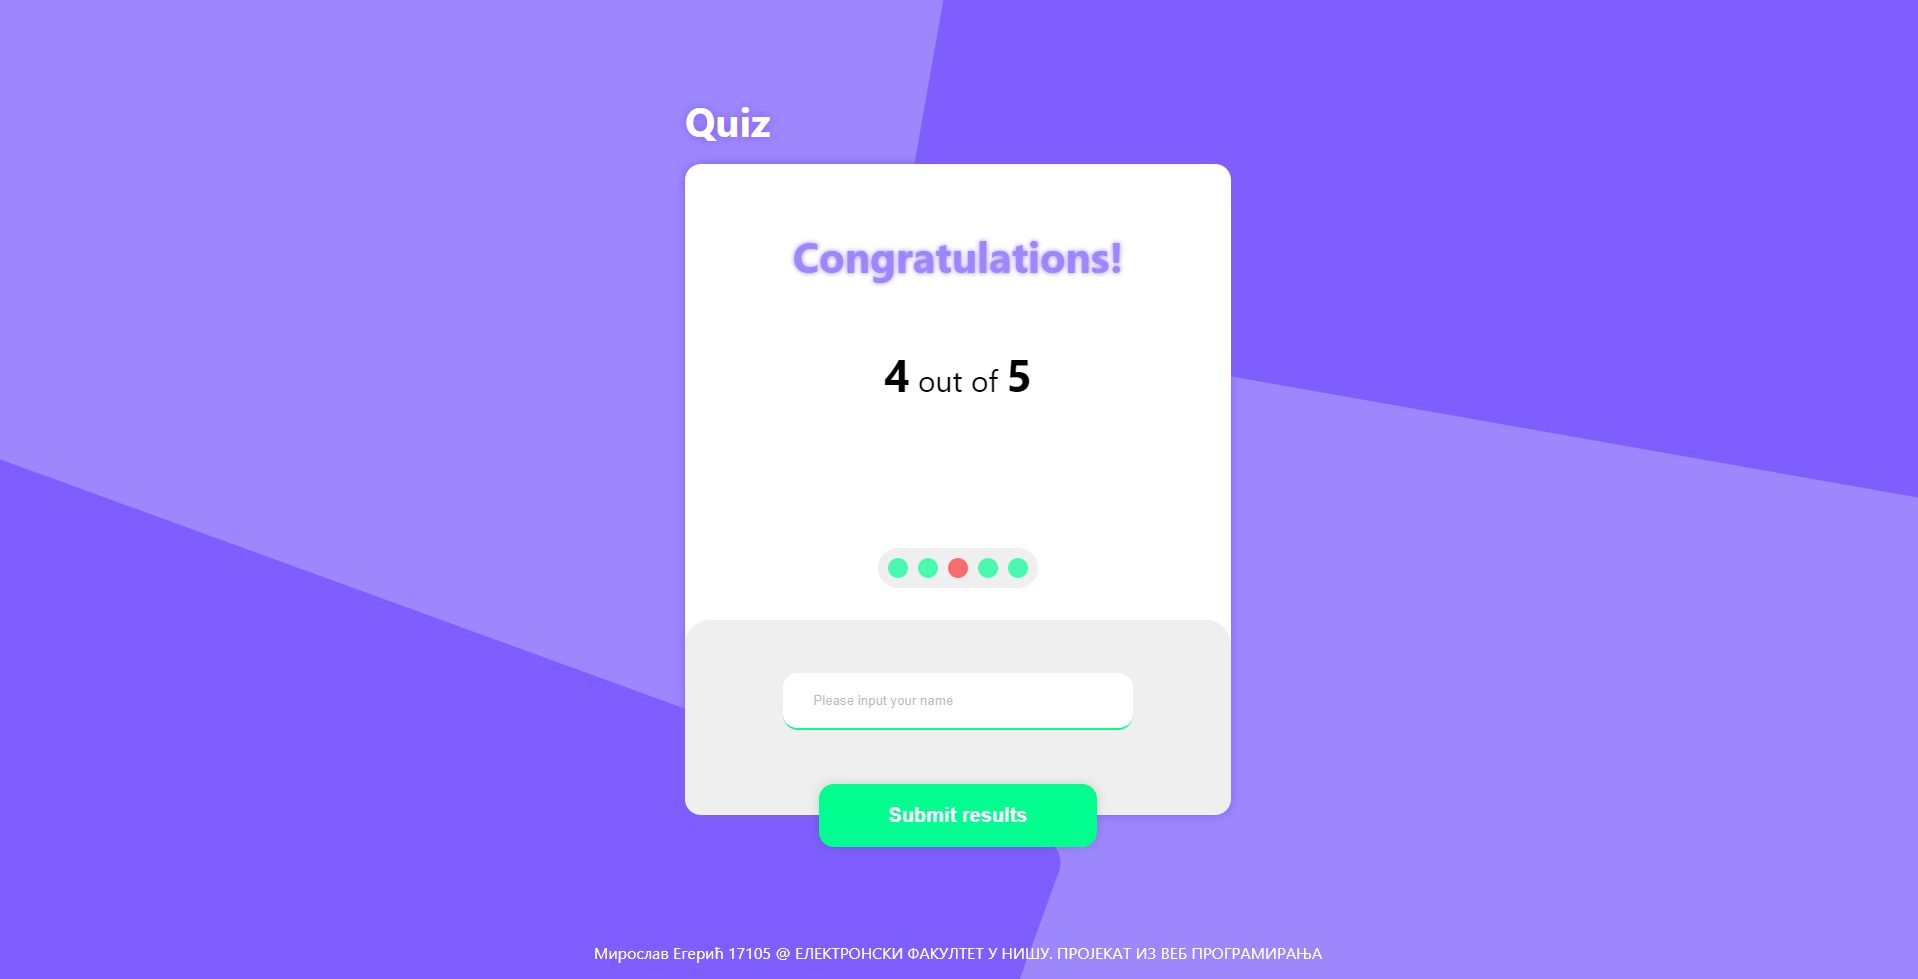 Quiz
Congratulations!
4 out of 5
Please input your name
Submit results
Мирослав Егерић 17105 @ ЕЛЕКТРОНСКИ ФАКУЛТЕТ У НИШУ. ПРОЈЕКАТ ИЗ ВЕБ ПРОГРАМИРАЊА